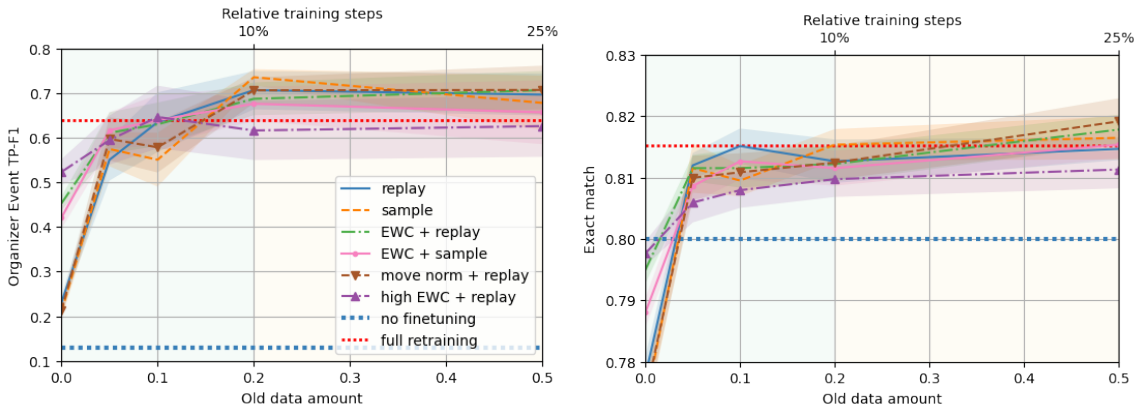 Relative training steps
10%
25%
0.8
0.7
0.6
0.5
0.4
0.3
0.2
0.1
Organizer Event TP-F1
replay
sample
EWC + replay
EWC + sample
move norm + replay
high EWC + replay
no finetuning
full retraining
0.0
0.1
0.2
0.3
0.4
0.5
Old data amount
Relative training steps
10%
25%
0.83
0.82
0.81
0.80
0.79
0.78
Exact match
0.0
0.1
0.2
0.3
0.4
0.5
Old data amount